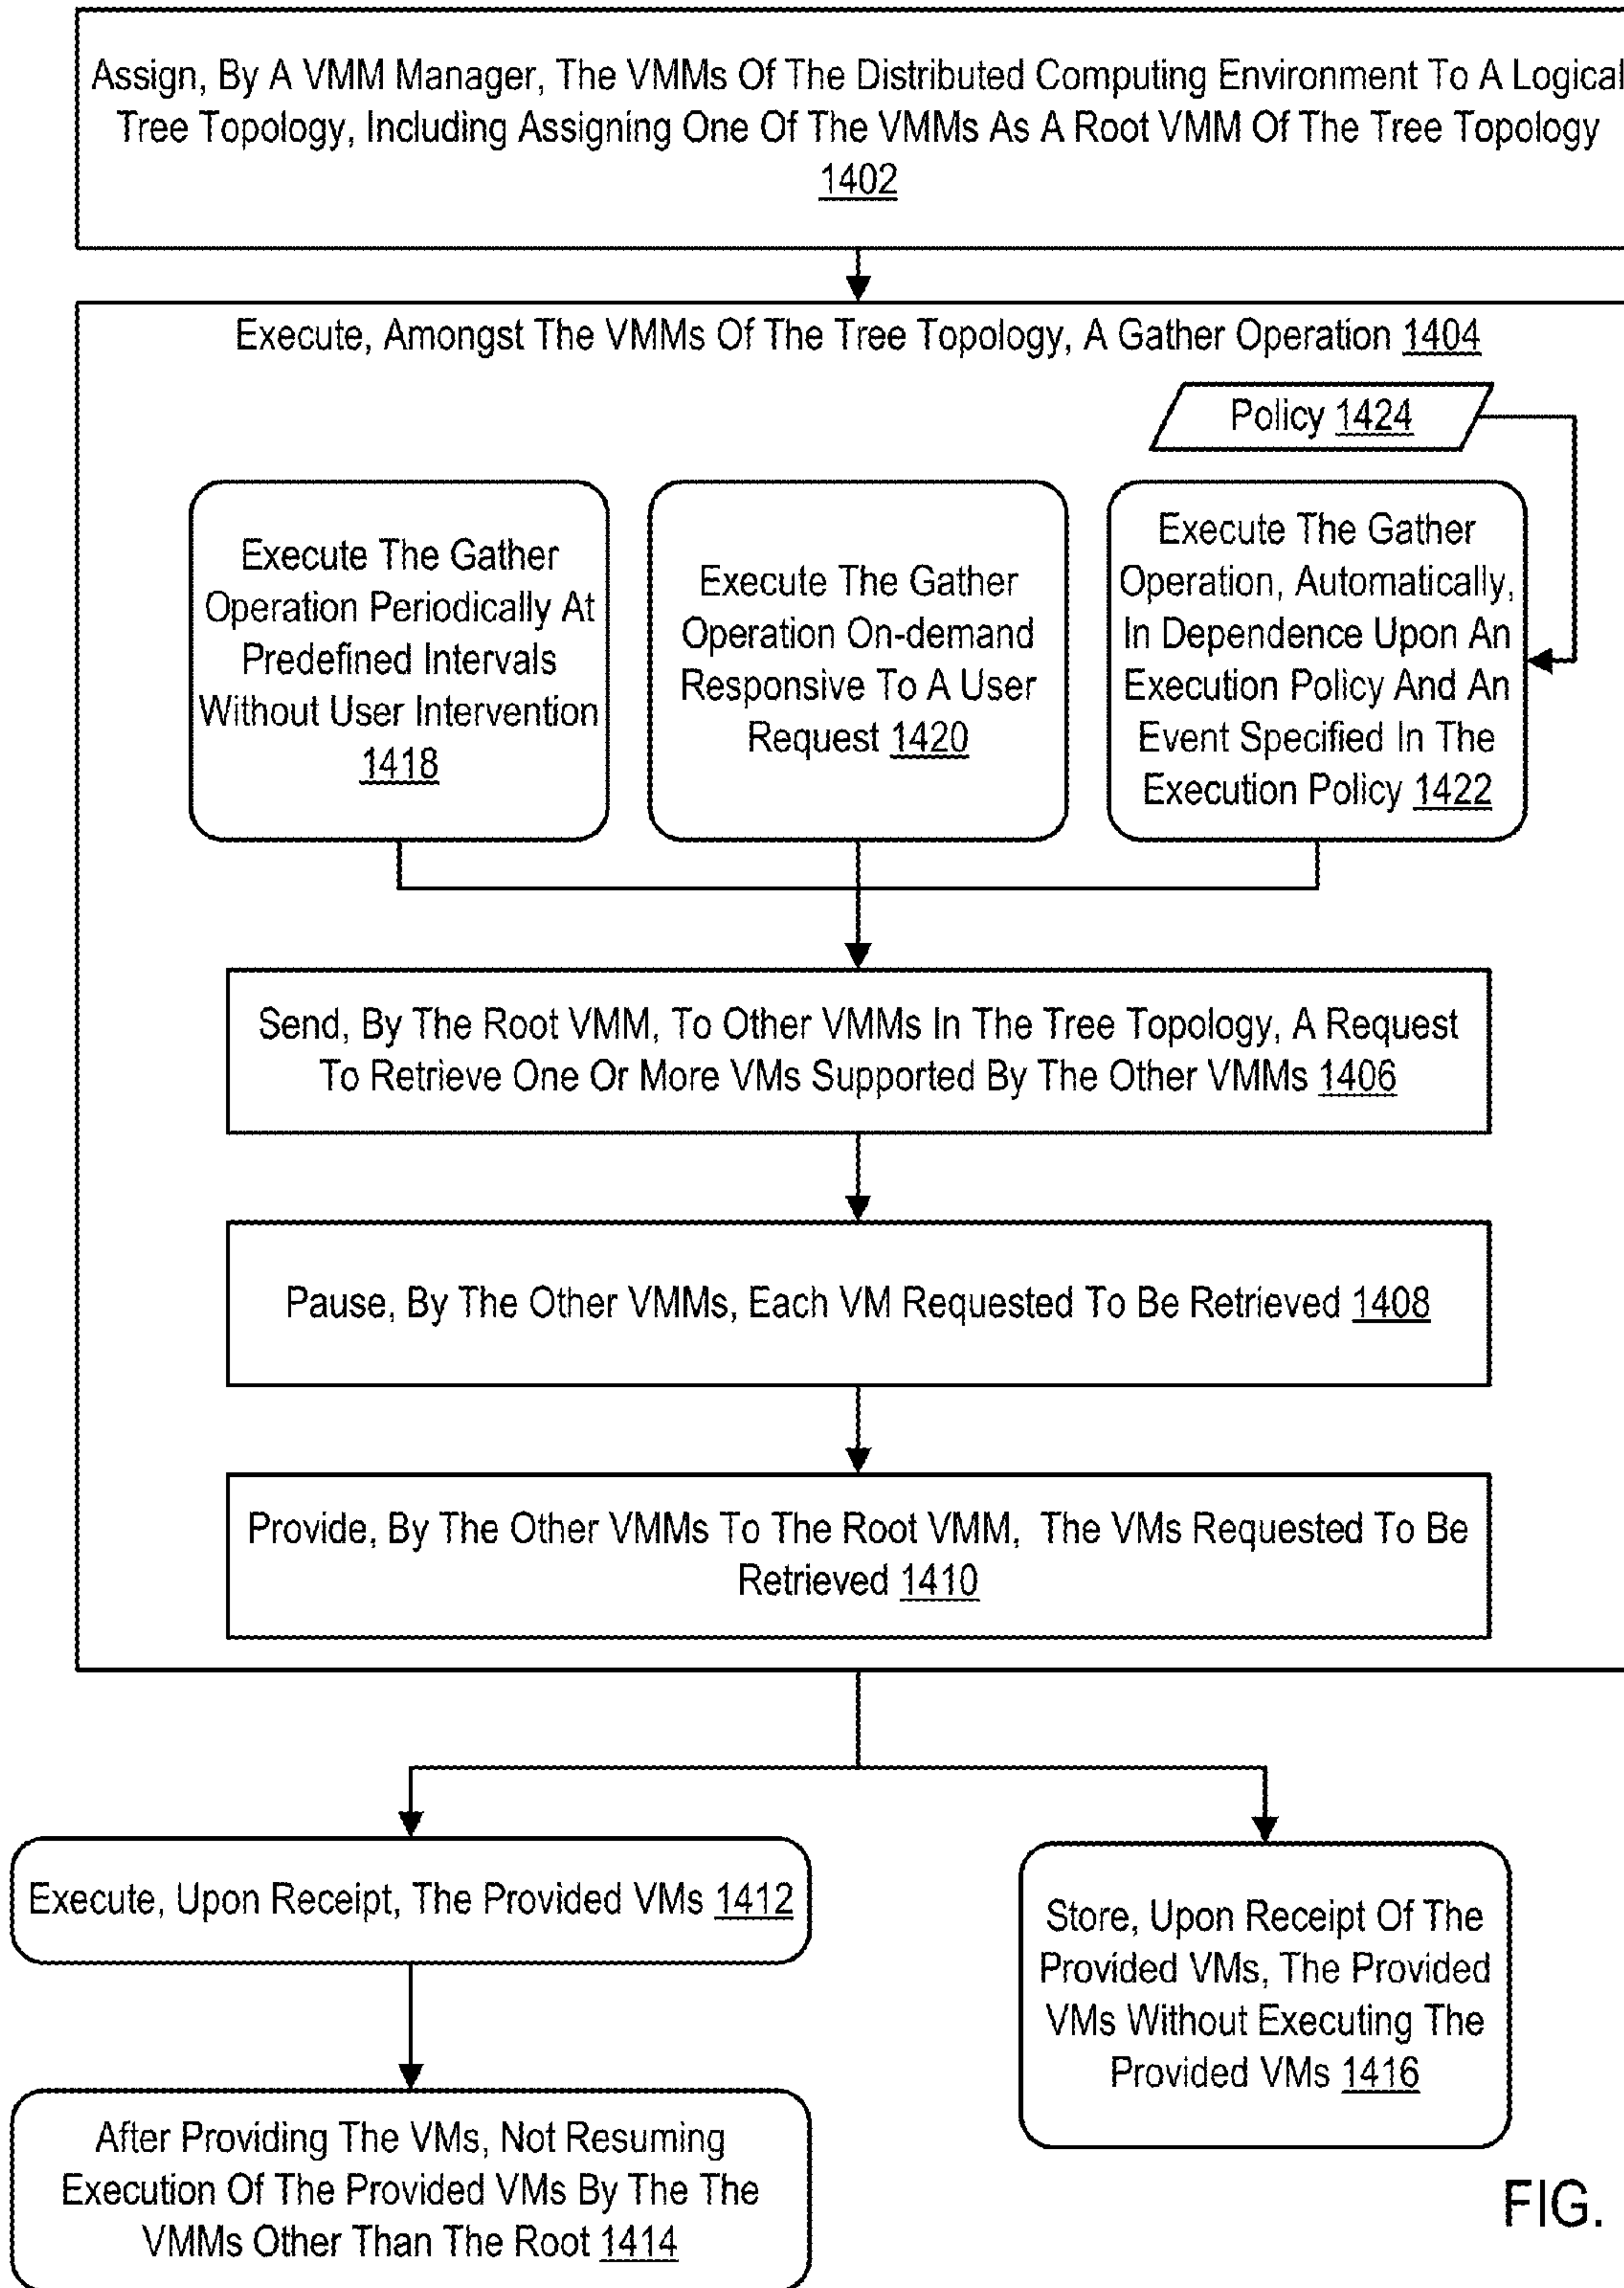 Assign, By A VMM Manager, The VMMs Of The Distributed Computing Environment To A Logical
Tree Topology, Including Assigning One Of The VMMs As A Root VMM Of The Tree Topology
1402
Execute, Amongst The VMMs Of The Tree Topology, A Gather Operation 1404
Policy 1424
Execute The Gather
Operation Periodically At
Predefined Intervals
Without User Intervention
1418
Execute The Gather
Operation On-demand
Responsive To A User
Request 1420
Execute The Gather
Operation, Automatically,
In Dependence Upon An
Execution Policy And An
Event Specified In The
Execution Policy 1422
Send, By The Root VMM, To Other VMMs In The Tree Topology, A Request
To Retrieve One Or More VMs Supported By The Other VMMs 1406
Pause, By The Other VMMs, Each VM Requested To Be Retrieved 1408
Provide, By The Other VMMs To The Root VMM, The VMs Requested To Be
Retrieved 1410
Execute, Upon Receipt, The Provided VMs 1412
Store, Upon Receipt Of The
Provided VMs, The Provided
VMs Without Executing The
Provided VMs 1416
After Providing The VMs, Not Resuming
Execution Of The Provided VMs By The The
VMMs Other Than The Root 1414
FIG.